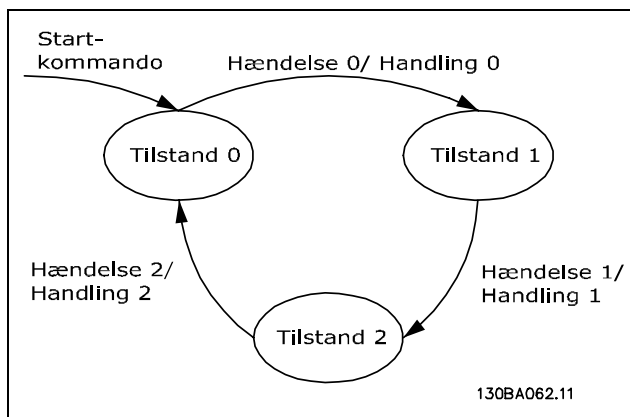 Start-
kommando
Hændelse 0/ Handling 0
Tilstand 0
Tilstand 1
Hændelse 2/
Handling 2
Hændelse 1/
Handling 1
Tilstand 2
130BA062.11